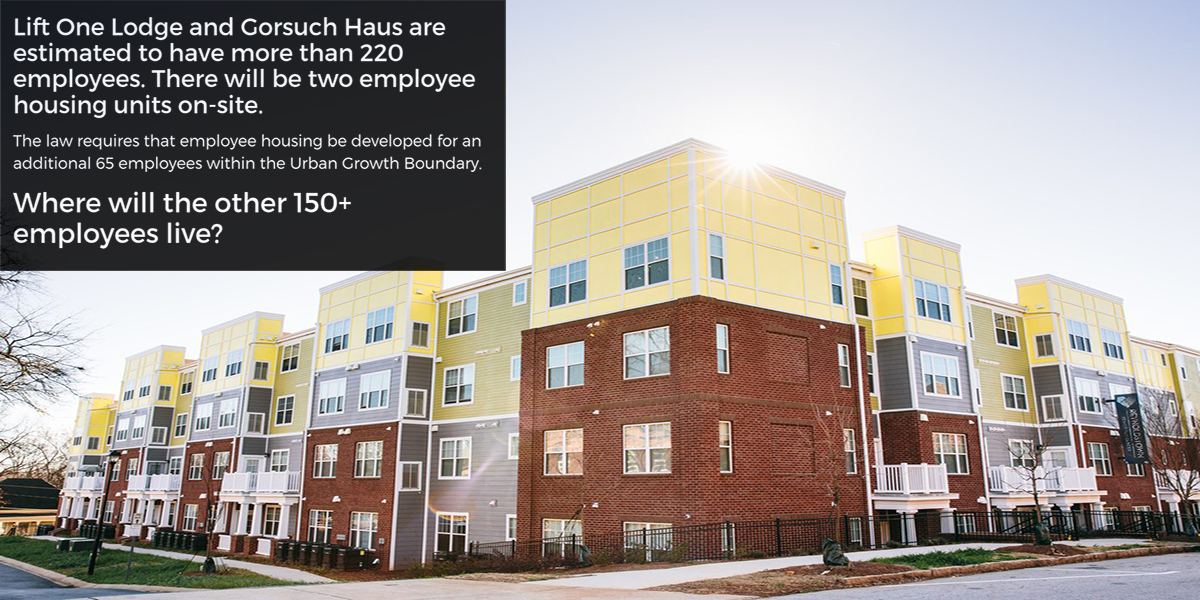 Lift One Lodge and Gorsuch Haus are
estimated to have more than 220
employees. There will be two employee
housing units on-site.
The law requires that employee housing be developed for an
additional 65 employees within the Urban Growth Boundary.
Where will the other 150+
employees live?